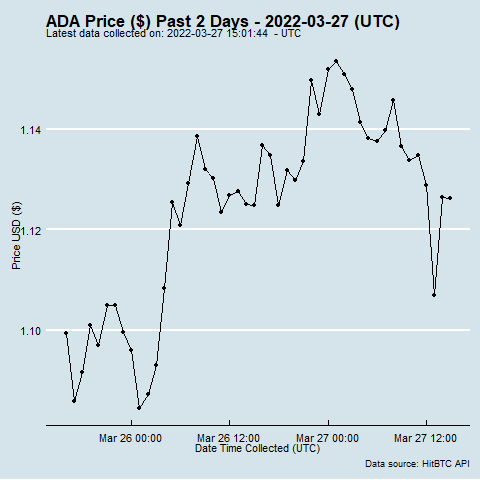 ADA Price ($) Past 2 Days - 2022-03-27 (UTC)
Latest data collected on: 2022-03-27 15:01:44 - UTC
1.14
1.12
1.10
Price USD ($)
Mar 26 00:00 Mar 26 12:00 Mar 27 00:00 Mar 27 12:00
Date Time Collected (UTC)
Data source: HitBTC API